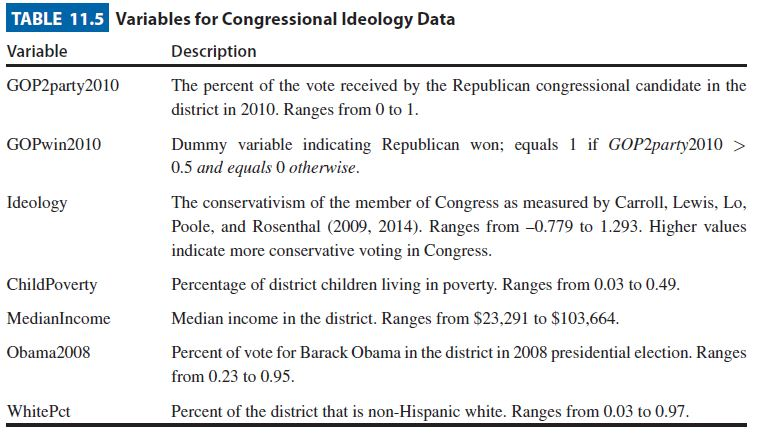 TABLE 11.5 Variables for Congressional Ideology Data
Variable Description
GOP2party2010 The percent of the vote received by the Republican congressional candidate in the
district in 2010. Ranges from 0 to 1.
GOPwin2010 Dummy variable indicating Republican won; equals 1 if GOP2party2010 >
0.5 and equals 0 otherwise.
Ideology The conservativism of the member of Congress as measured by Carroll, Lewis, Lo,
Poole, and Rosenthal (2009, 2014). Ranges from –0.779 to 1.293. Higher values
indicate more conservative voting in Congress.
ChildPoverty Percentage of district children living in poverty. Ranges from 0.03 to 0.49.
MedianIncome Median income in the district. Ranges from $23,291 to $103,664.
Obama2008 Percent of vote for Barack Obama in the district in 2008 presidential election. Ranges
from 0.23 to 0.95.
WhitePct Percent of the district that is non-Hispanic white. Ranges from 0.03 to 0.97.